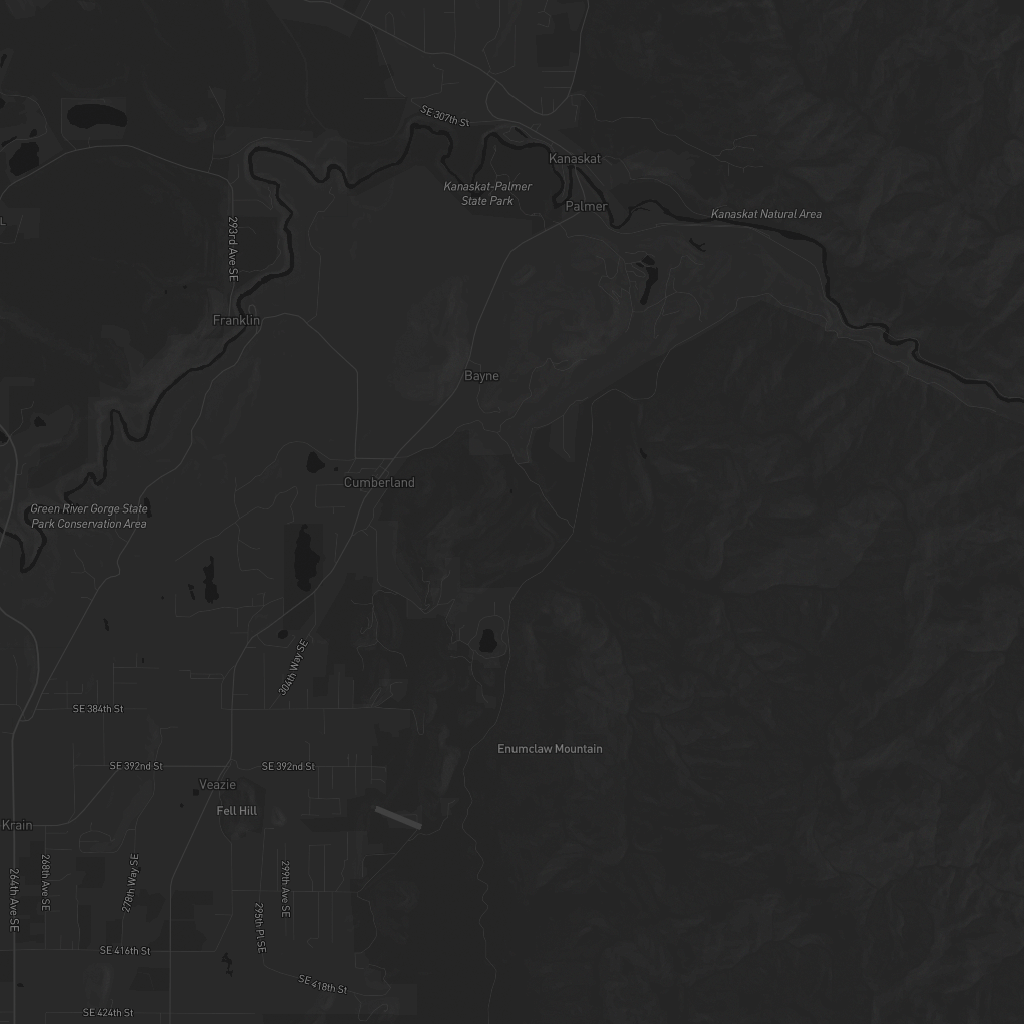 SE 307th St
Kanaskat
Kanaskat-Palmer
State Park
Palmer
Kanaskat Natural Area
L
293rd Ave SE
Franklin
Bayne
Cumberland
Green River Gorge State
Park Conservation Area
304th Way SE
SE 384th St
Enumclaw Mountain
SE 392nd St
SE 392nd St
Veazie
Fell Hill
Krain
264th Ave SE
268th Ave SE
278th Way SE
299th Ave SE
295th Pl SE
SE 416th St
SE 418th St
SE 424th St